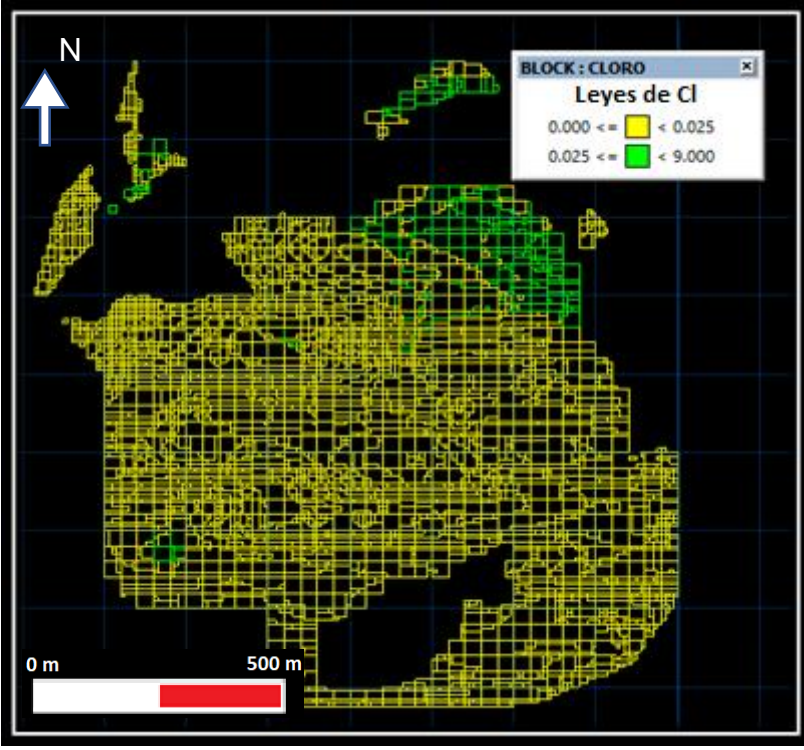 N
BLOCK : CLORO
Leyes de Cl
0.000 <= < 0.025
0.025 <= < 9.000
0 m 500 m